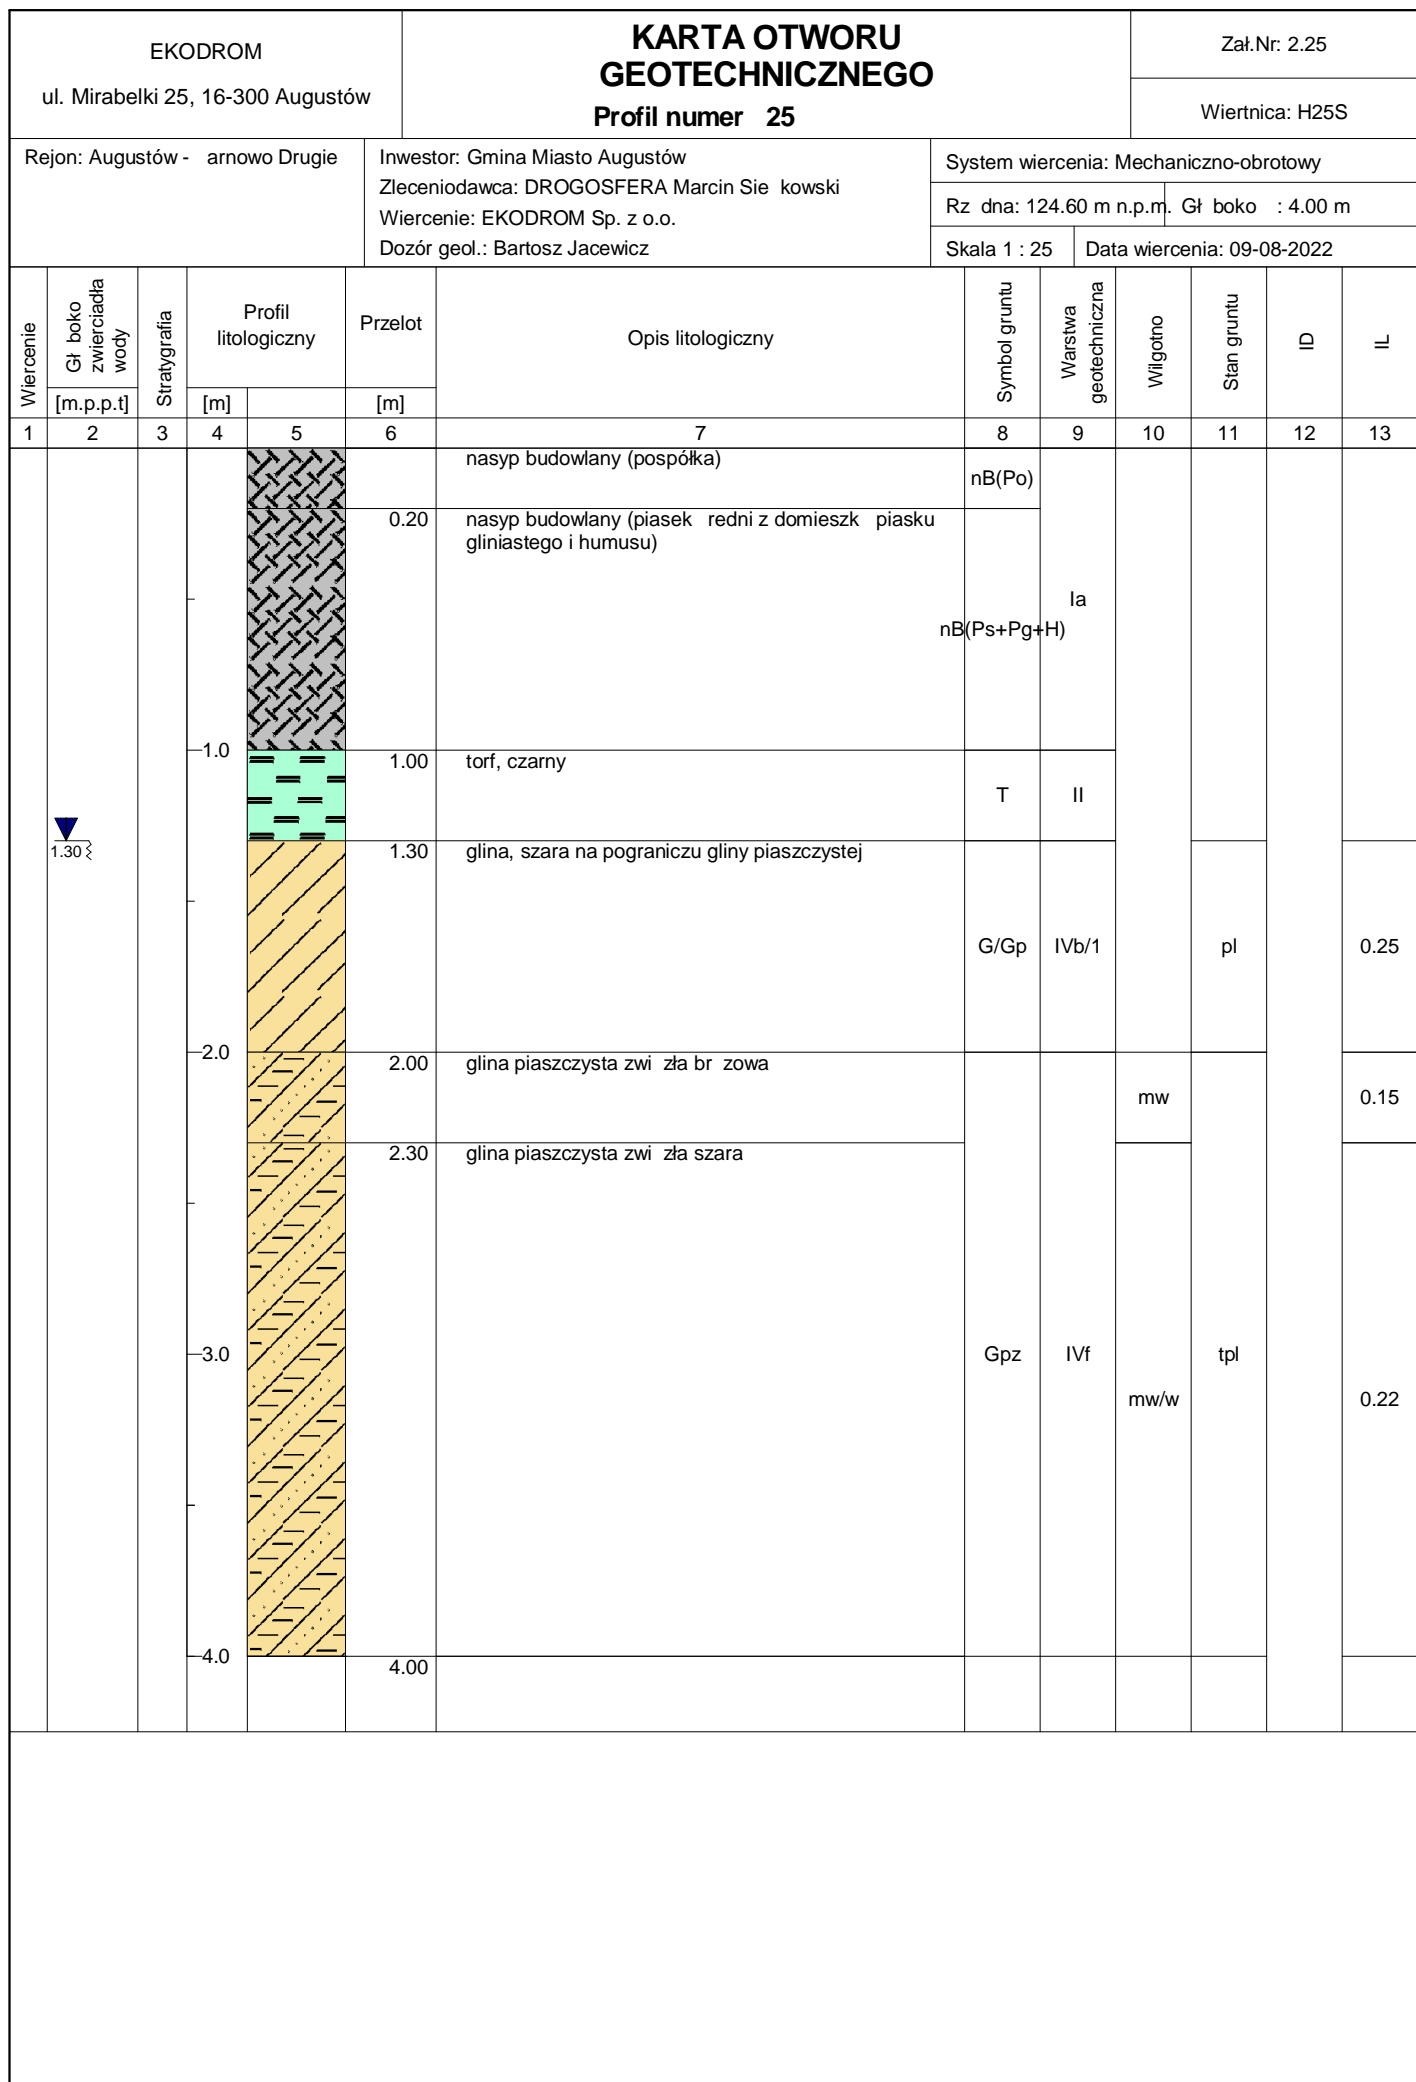 EKODROM
ul. Mirabelki 25, 16-300 Augustów
KARTA OTWORU
GEOTECHNICZNEGO
Profil numer 25
Zał.Nr: 2.25
Wiertnica: H25S
Rejon: Augustów - arnowo Drugie
Inwestor: Gmina Miasto Augustów
Zleceniodawca: DROGOSFERA Marcin Sie kowski
Wiercenie: EKODROM Sp. z o.o.
Dozór geol.: Bartosz Jacewicz
System wiercenia: Mechaniczno-obrotowy
Rz dna: 124.60 m n.p.m. Gł boko : 4.00 m
Skala 1 : 25 Data wiercenia: 09-08-2022
Wiercenie
Gł boko
zwierciadła
wody
[m.p.p.t]
Stratygrafia
Profil
litologiczny
[m]
Przelot
[m]
Opis litologiczny
Symbol gruntu
Warstwa
geotechniczna
Wilgotno
Stan gruntu
ID
IL
1 2 3 4 5 6 7 8 9 10 11 12 13
nasyp budowlany (pospółka)
nB(Po)
0.20 nasyp budowlany (piasek redni z domieszk piasku
gliniastego i humusu)
Ia
nB(Ps+Pg+H)
1.0
1.00 torf, czarny
T II
1.30
1.30 glina, szara na pograniczu gliny piaszczystej
G/Gp IVb/1 pl 0.25
2.0
2.00 glina piaszczysta zwi zła br zowa
mw 0.15
2.30 glina piaszczysta zwi zła szara
3.0
Gpz IVf tpl
mw/w 0.22
4.0
4.00